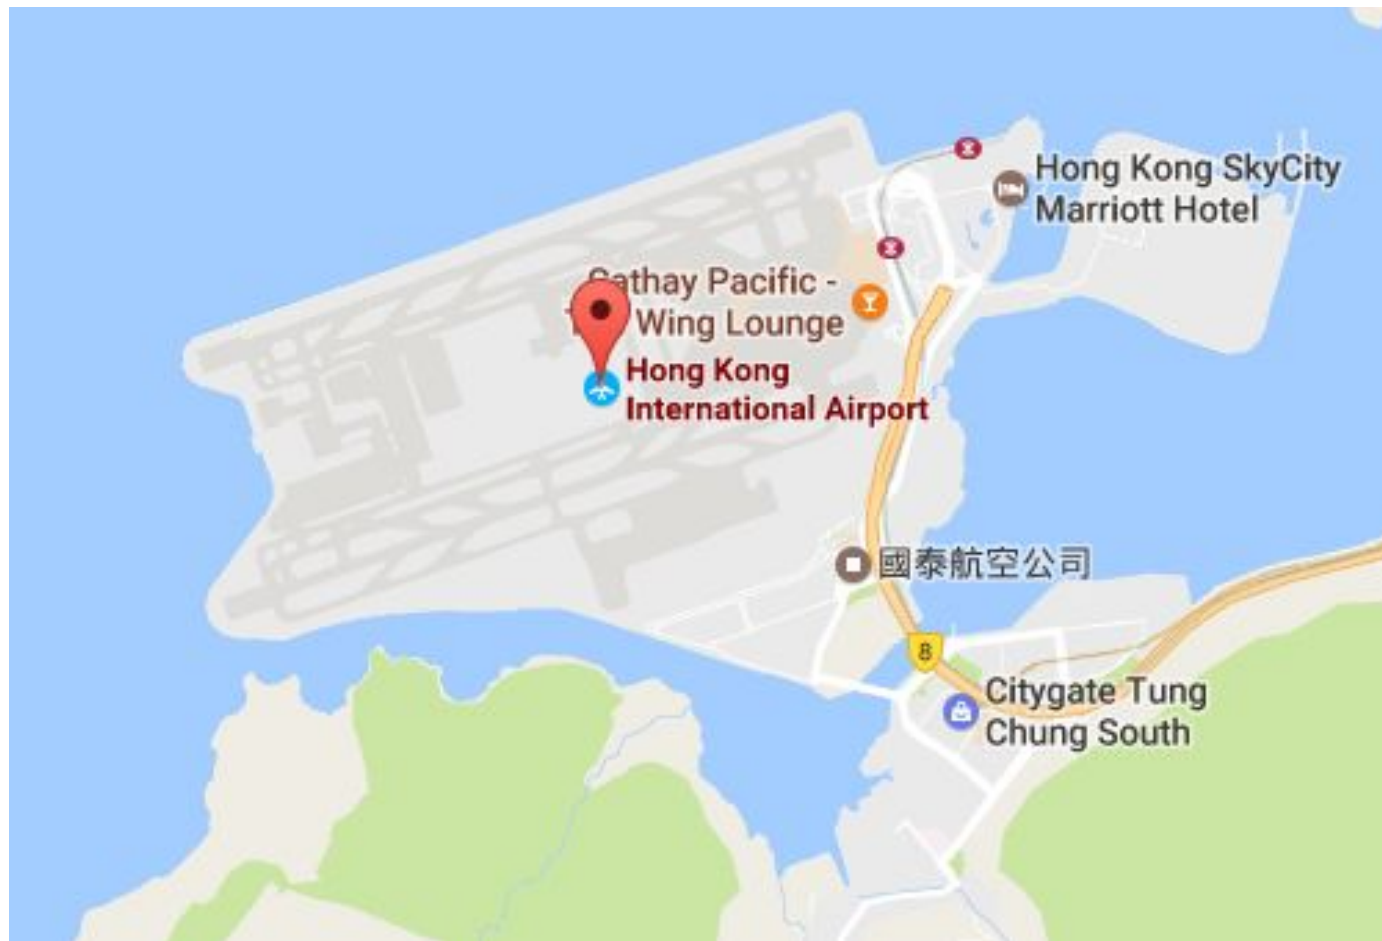 Hong Kong SkyCity
Marriott Hotel
Cathay Pacific -
Wing Lounge
Hong Kong
International Airport
國泰航空公司
8
Citygate Tung
Chung South